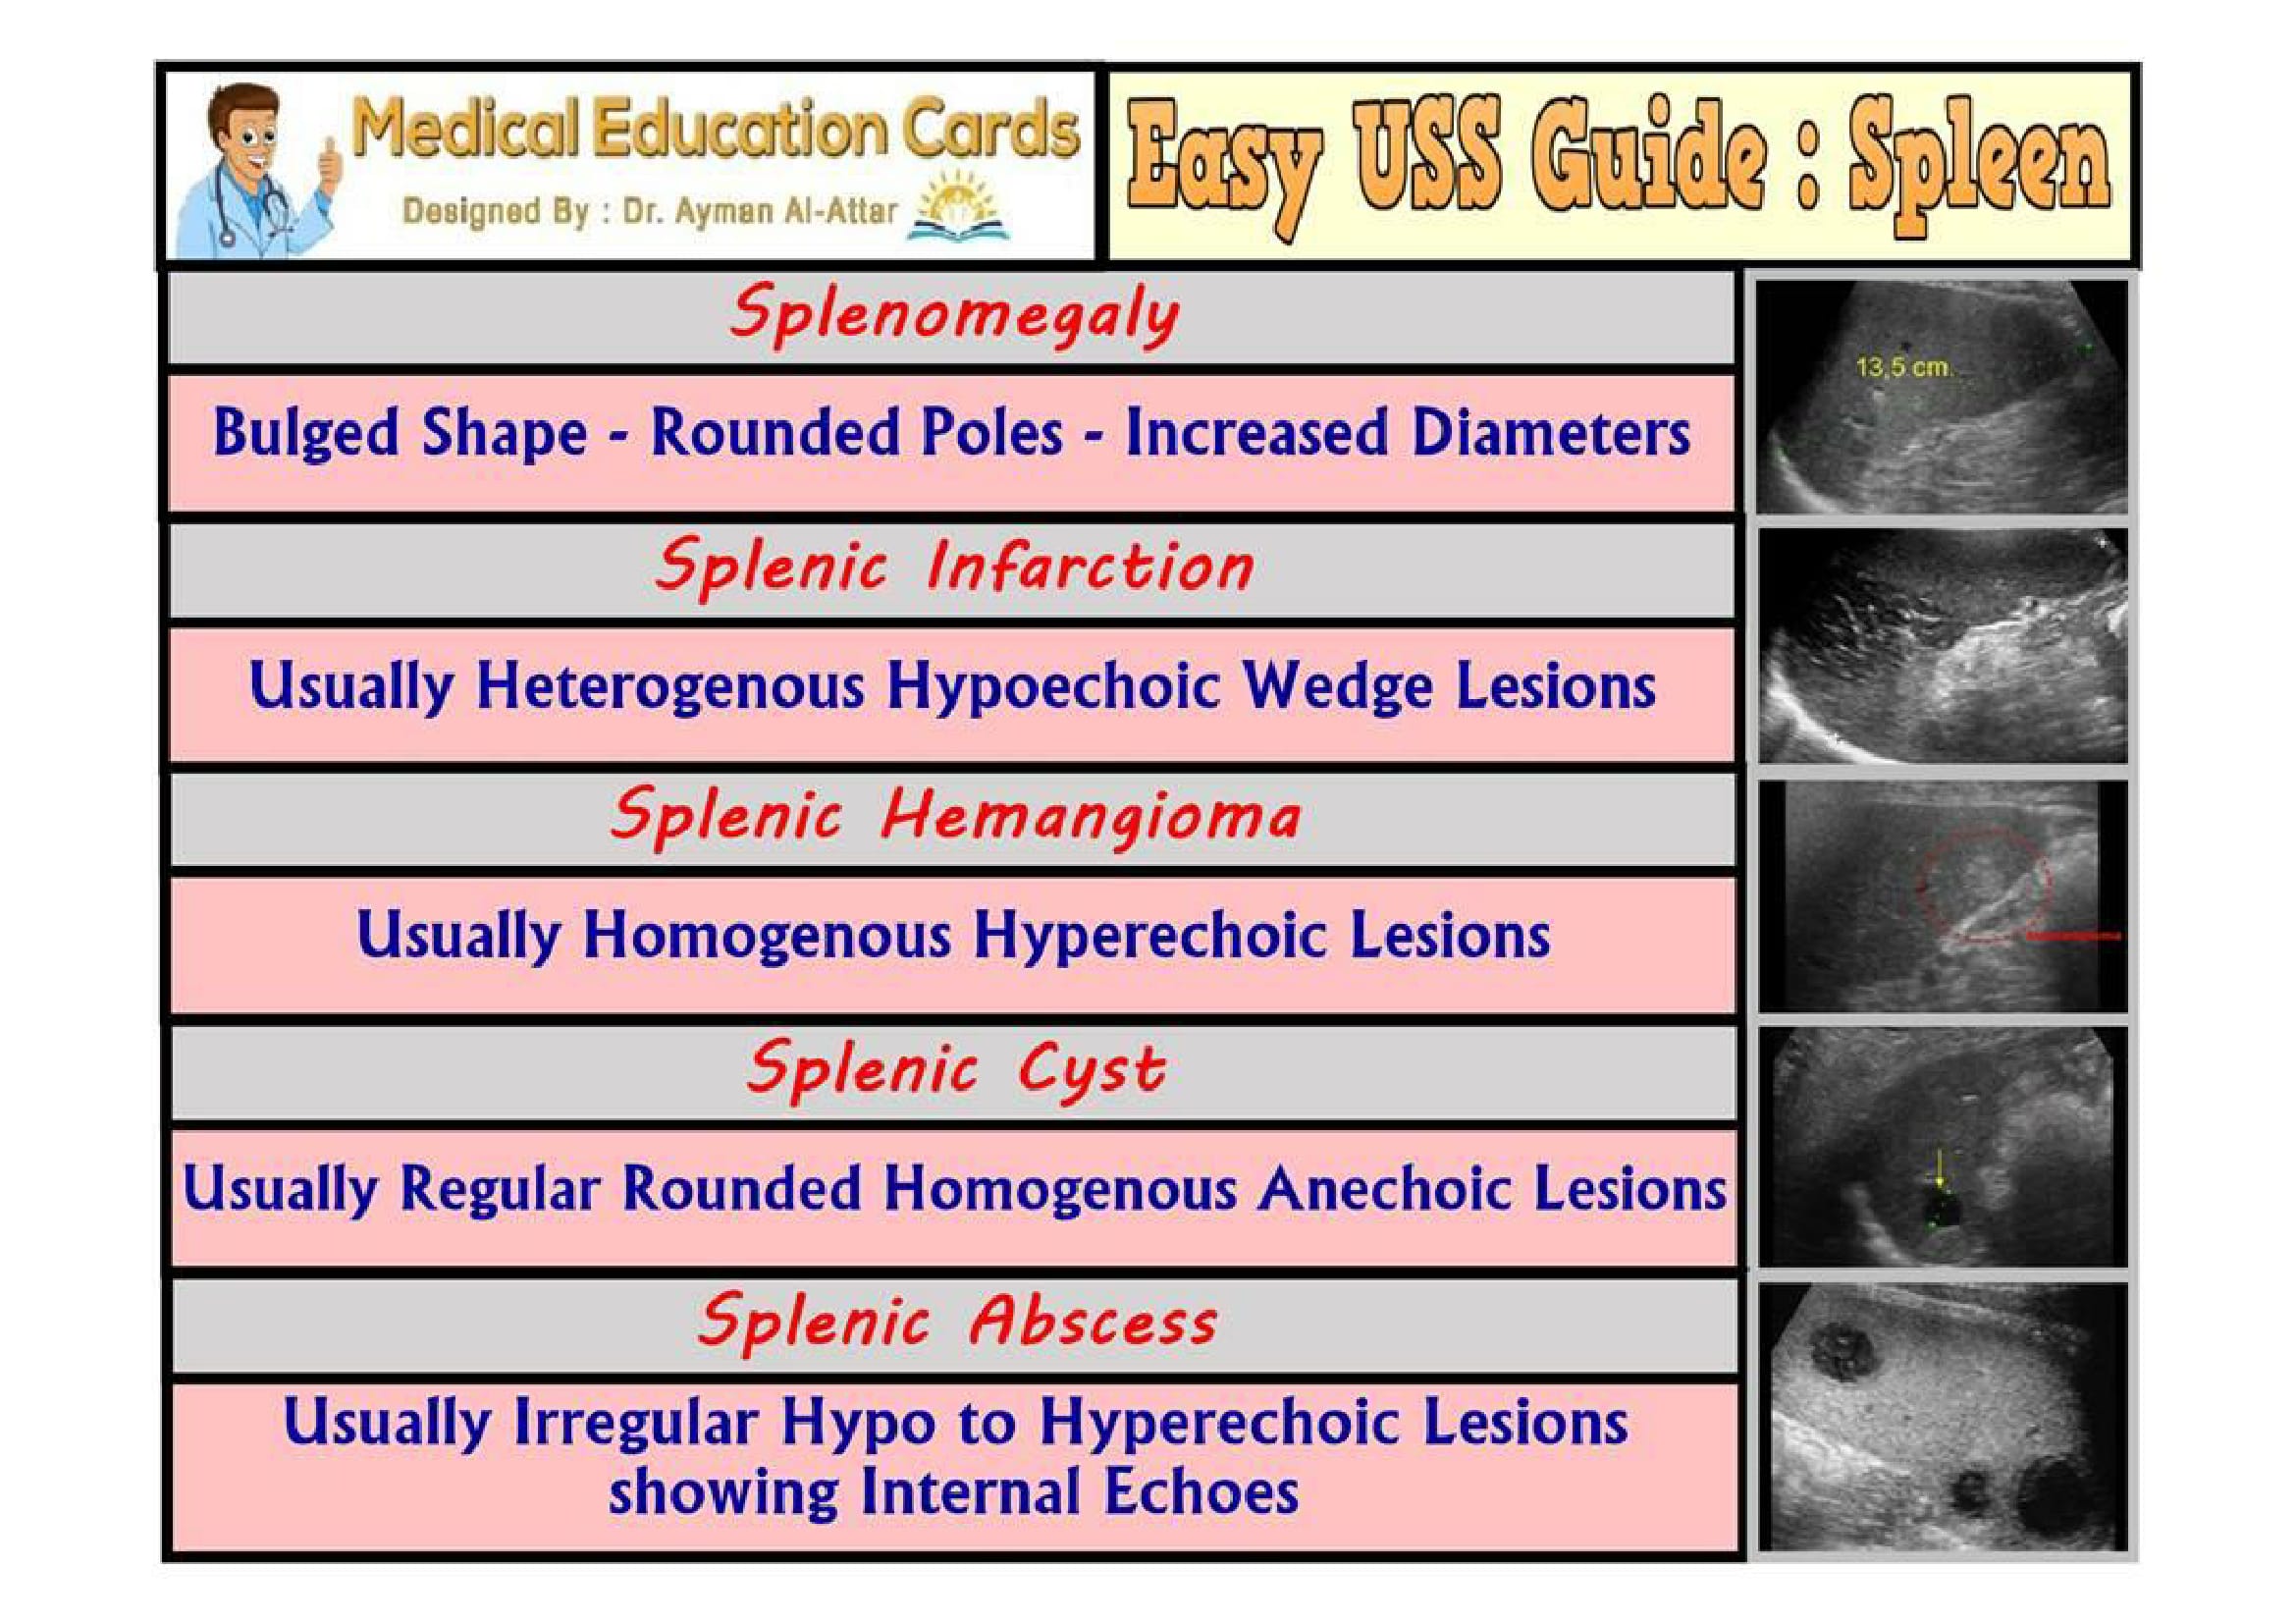 Medical Education Cards
Designed By : Dr. Ayman Al-Attar
Easy USS Guide : Spleen
Splenomegaly
Bulged Shape - Rounded Poles - Increased Diameters
13,5 cm.
Splenic Infarction
Usually Heterogenous Hypoechoic Wedge Lesions
Splenic Hemangioma
Usually Homogenous Hyperechoic Lesions
Splenic Cyst
Usually Regular Rounded Homogenous Anechoic Lesions
Splenic Abscess
Usually Irregular Hypo to Hyperechoic Lesions
showing Internal Echoes